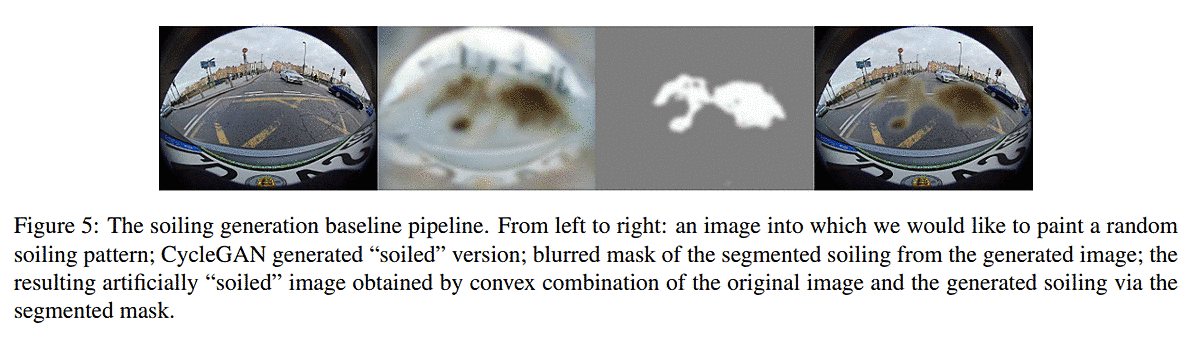 Figure 5: The soiling generation baseline pipeline. From left to right: an image into which we would like to paint a random
soiling pattern; CycleGAN generated “soiled” version; blurred mask of the segmented soiling from the generated image; the
resulting artificially “soiled” image obtained by convex combination of the original image and the generated soiling via the
segmented mask.